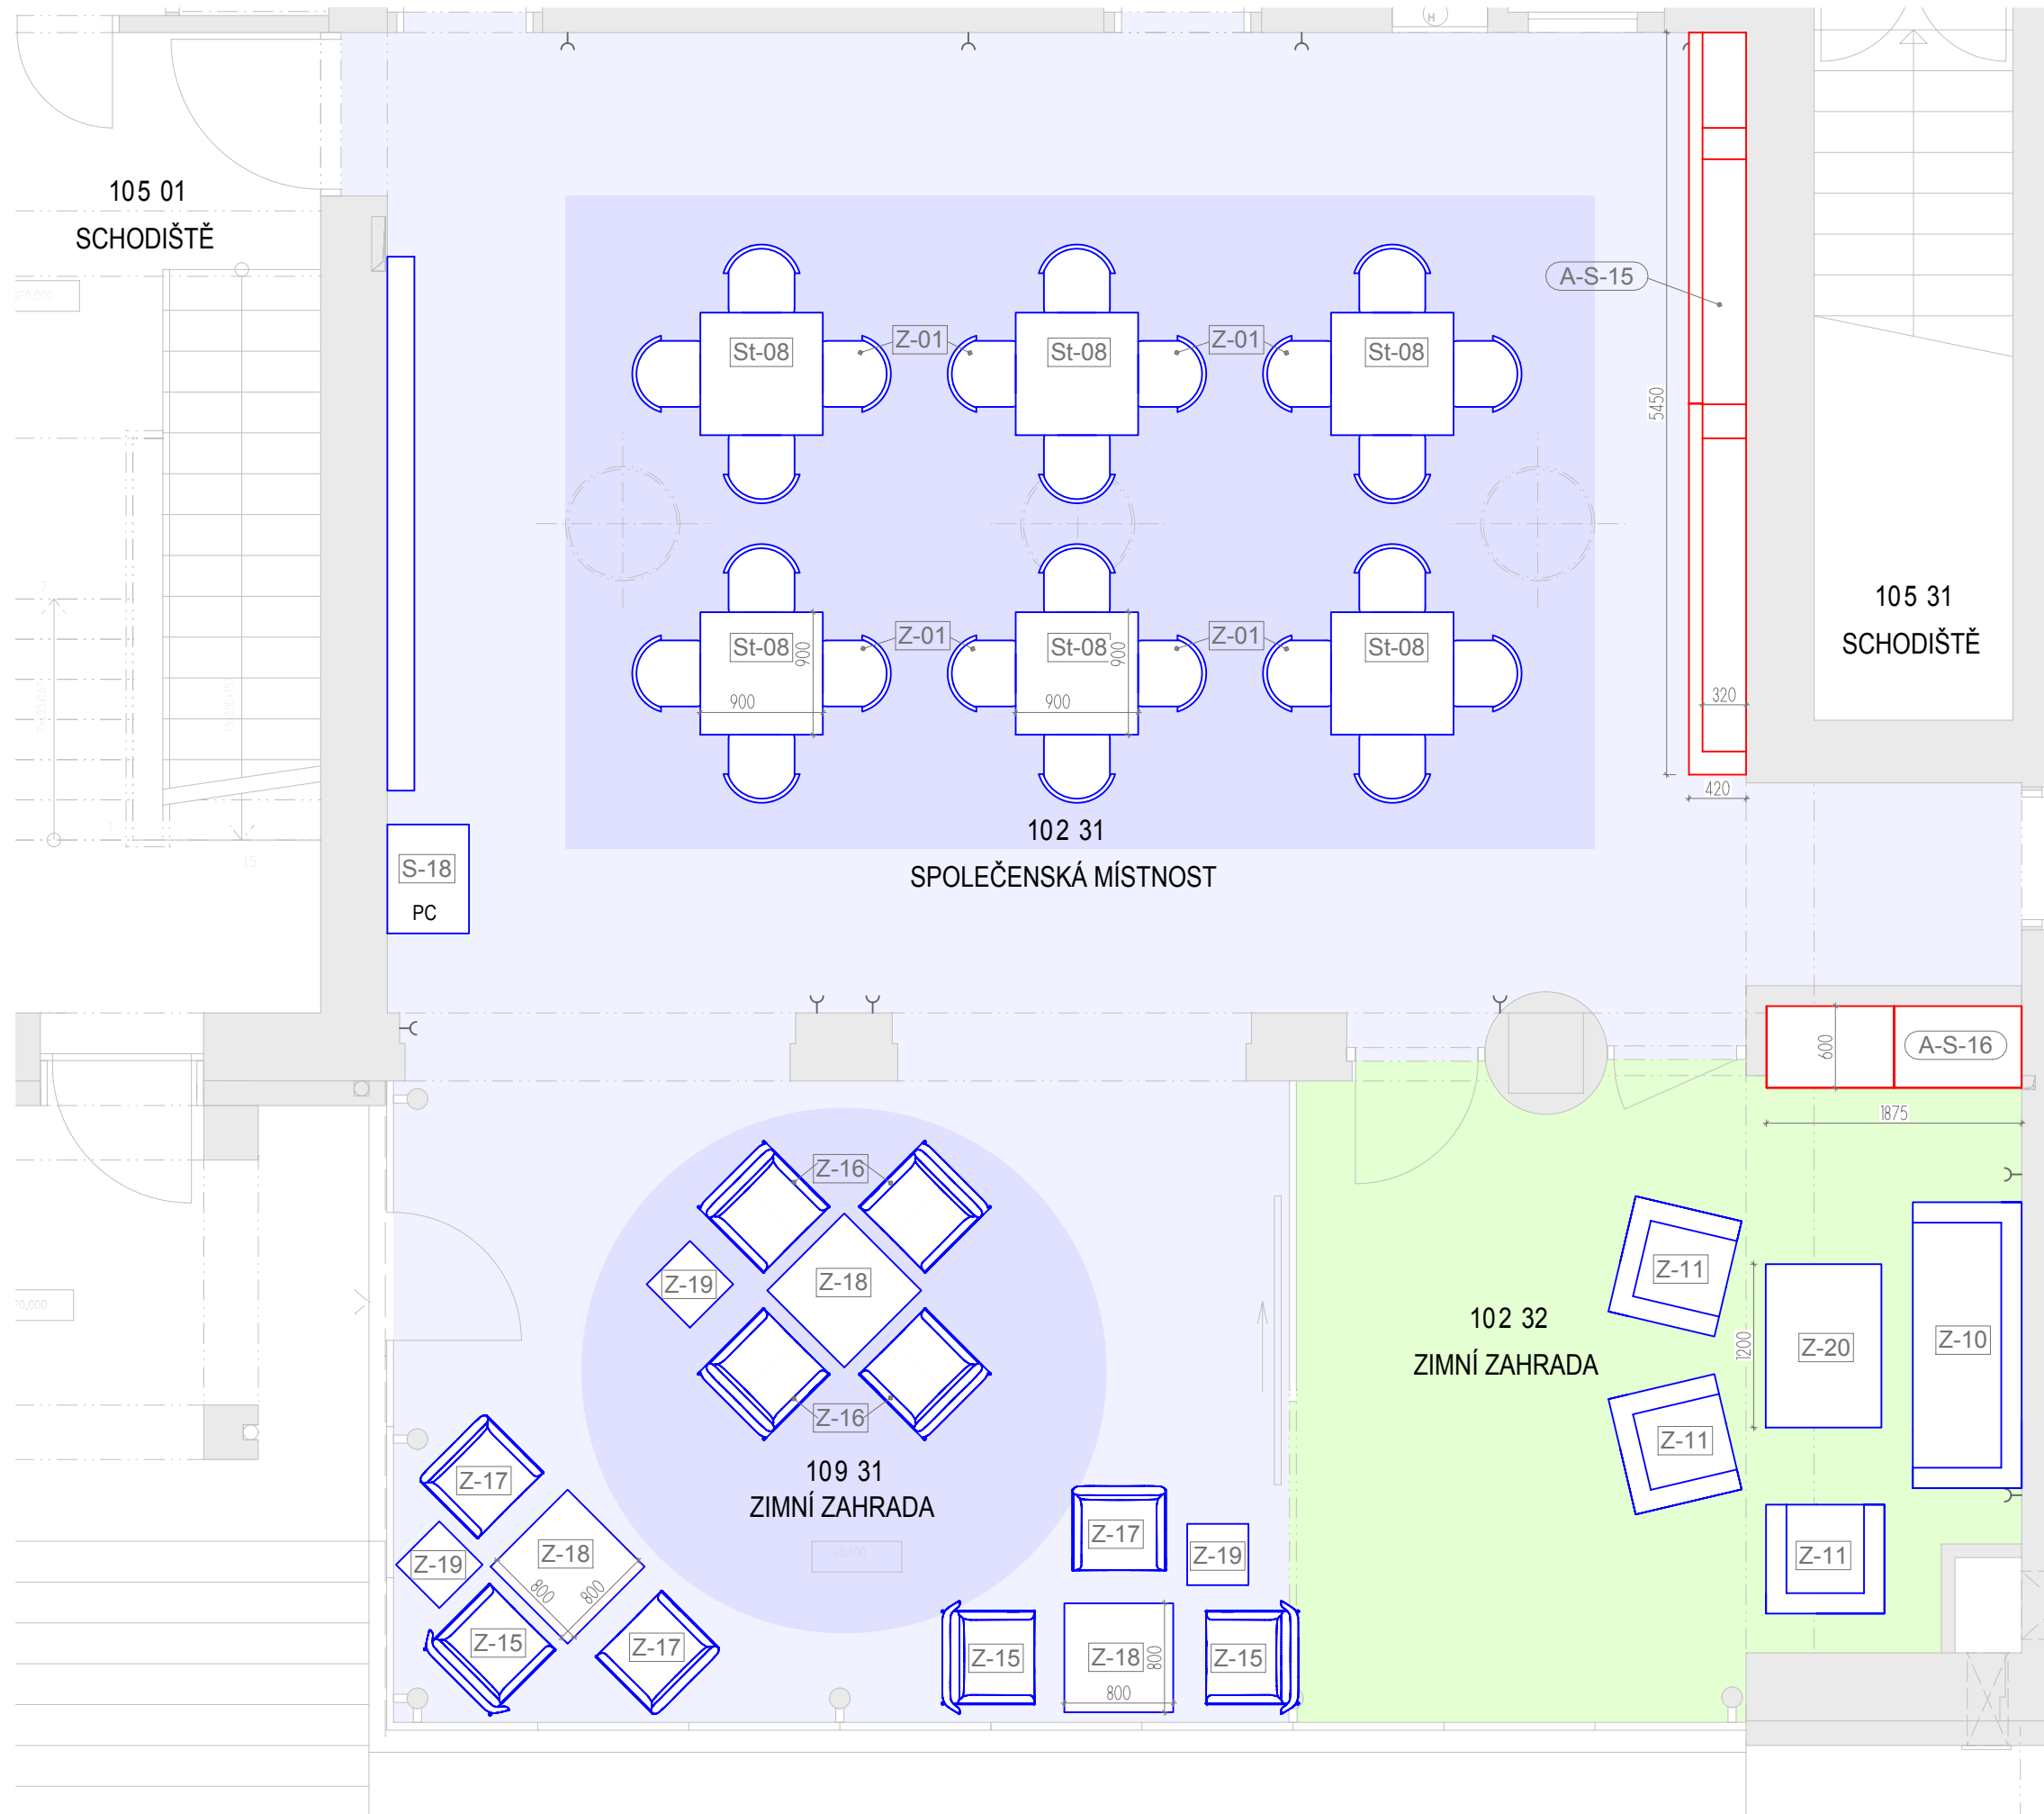 H
105 01
SCHODIŠTĚ
A-S-15
Z-01
Z-01
St-08
St-08
St-08
5450
105 31
SCHODIŠTĚ
Z-01
Z-01
St-08
St-08
St-08
900
900
900
900
320
420
102 31
SPOLEČENSKÁ MÍSTNOST
S-18
PC
15
600
A-S-16
1875
Z-16
Z-19
Z-18
Z-11
102 32
ZIMNÍ ZAHRADA
1200
Z-20
Z-10
Z-16
Z-11
109 31
ZIMNÍ ZAHRADA
Z-17
Z-17
Z-19
Z-18
Z-19
Z-11
800
800
Z-15
Z-17
Z-15
Z-18
800
Z-15
800